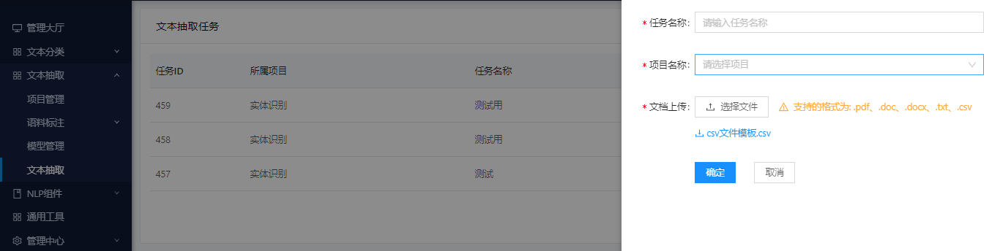 管理大厅
文本分类
文本抽取
项目管理
语料标注
模型管理
文本抽取
NLP组件
通用工具
管理中心
文本抽取任务
任务ID 所属项目 任务名称
459 实体识别 测试用
458 实体识别 测试用
457 实体识别 测试
* 任务名称: 请输入任务名称
* 项目名称: 请选择项目
* 文档上传: 选择文件 支持的格式为: .pdf、.doc、.docx、.txt、.csv
csv文件模板.csv
确定 取消